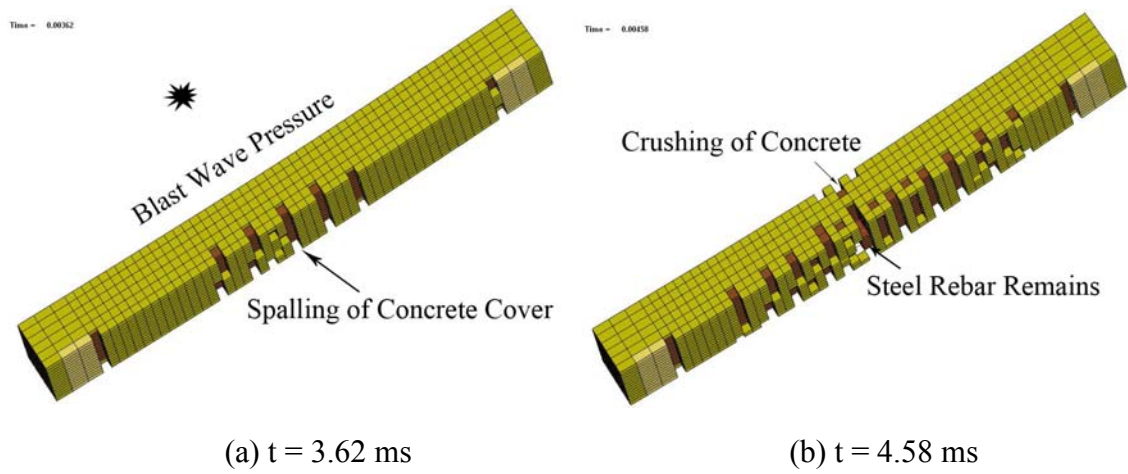 Time = 0.00362
Blast Wave Pressure
Spalling of Concrete Cover
(a) t = 3.62 ms
Time = 0.00458
Crushing of Concrete
Steel Rebar Remains
(b) t = 4.58 ms